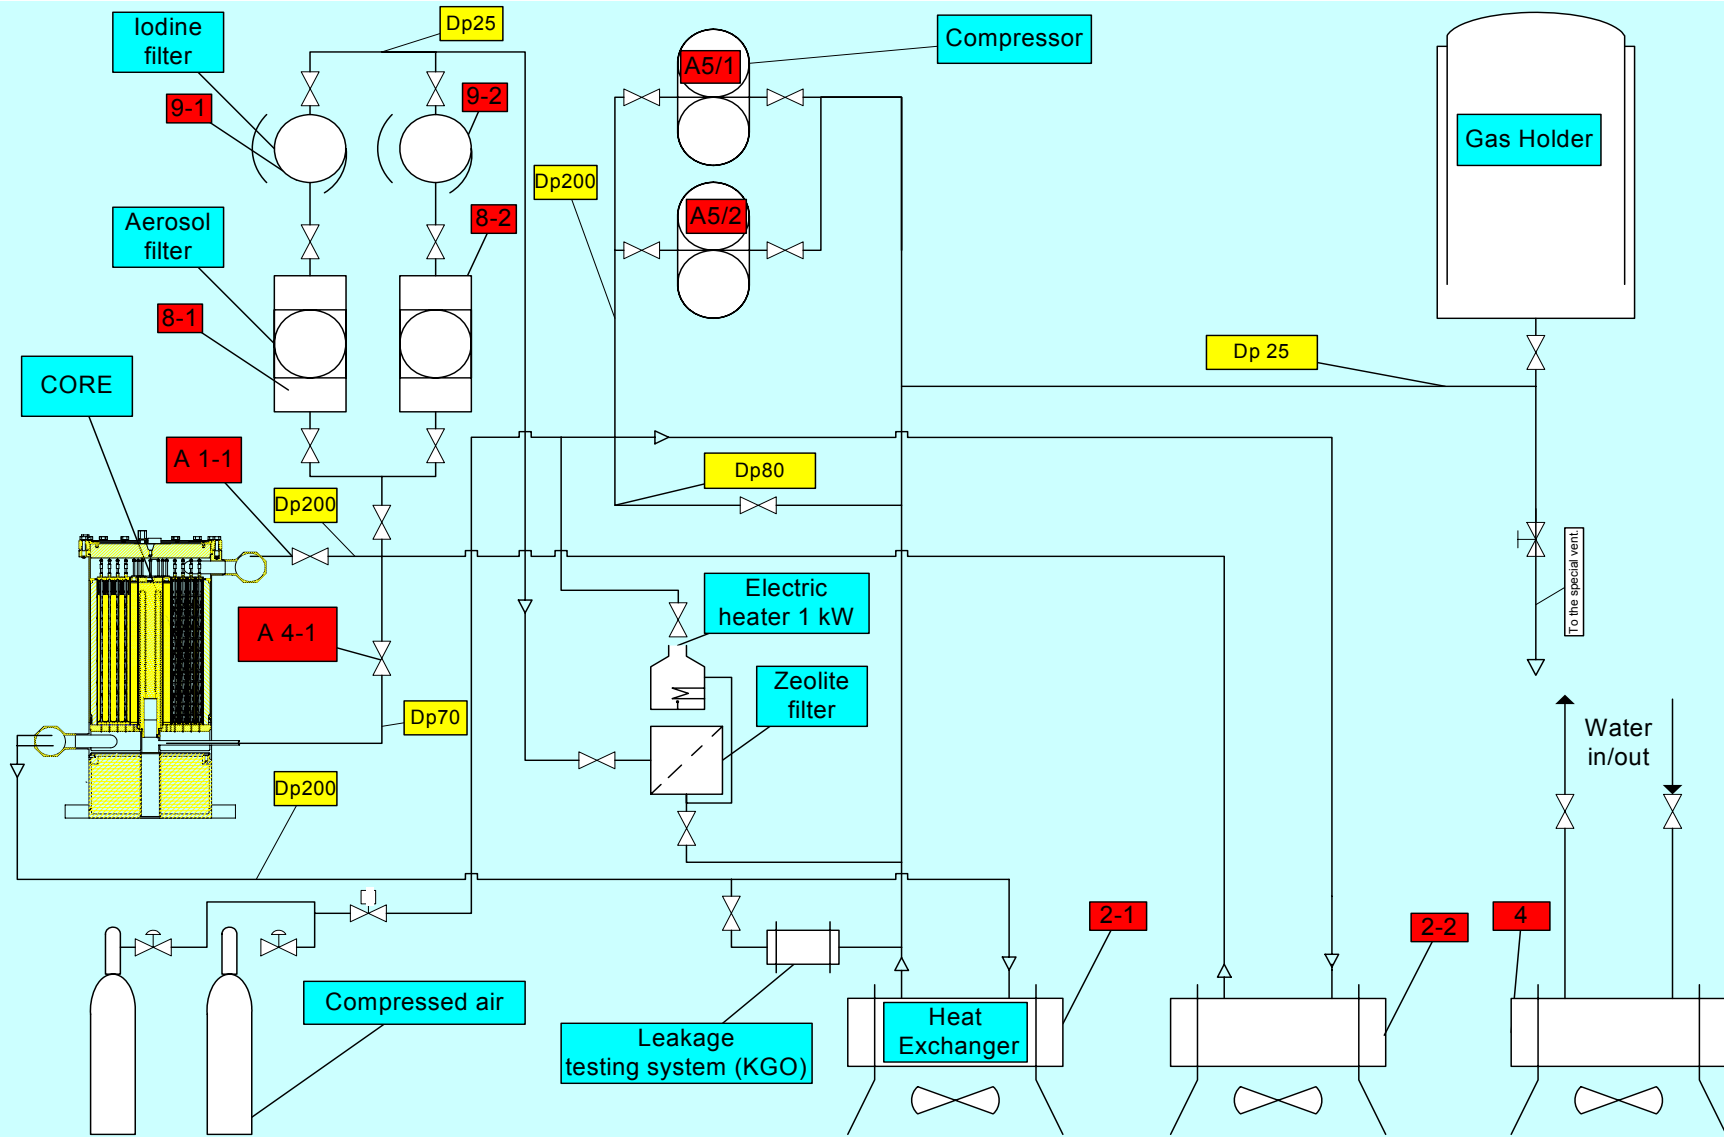 Iodine
filter
Dp25
Compressor
A5/1
9-1
9-2
Gas Holder
Dp200
Aerosol
filter
8-2
A5/2
8-1
Dp 25
CORE
A 1-1
Dp80
Dp200
To the special vent.
Electric
heater 1 kW
A 4-1
Zeolite
filter
Dp70
Water
in/out
Dp200
2-1
2-2
4
Compressed air
Leakage
testing system (KGO)
Heat
Exchanger